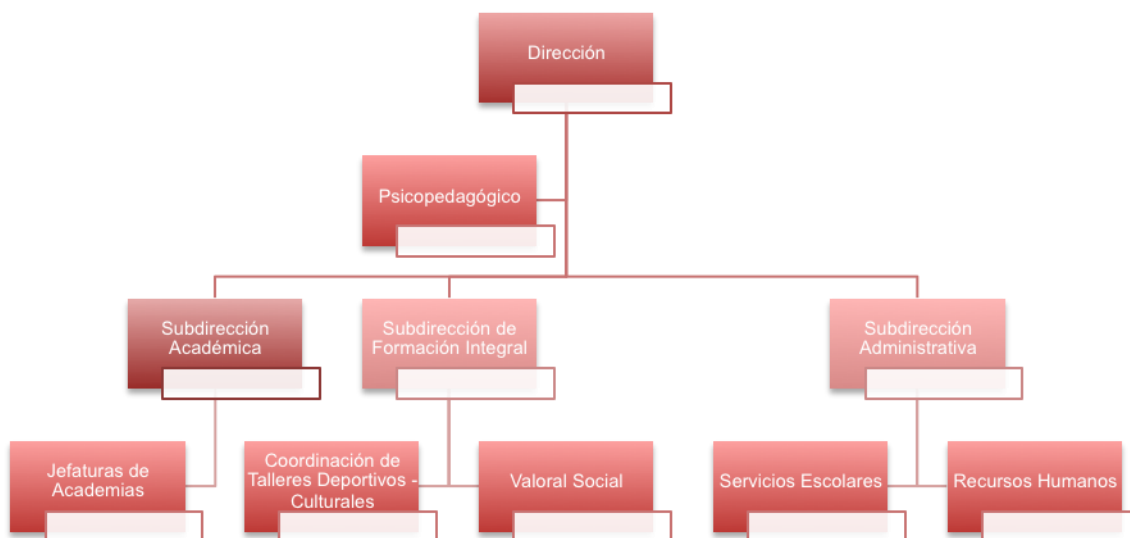 Dirección
Psicopedagógico
Subdirección
Académica
Subdirección de
Formación Integral
Subdirección
Administrativa
Jefaturas de
Academias
Coordinación de
Talleres Deportivos -
Culturales
Valoral Social
Servicios Escolares
Recursos Humanos